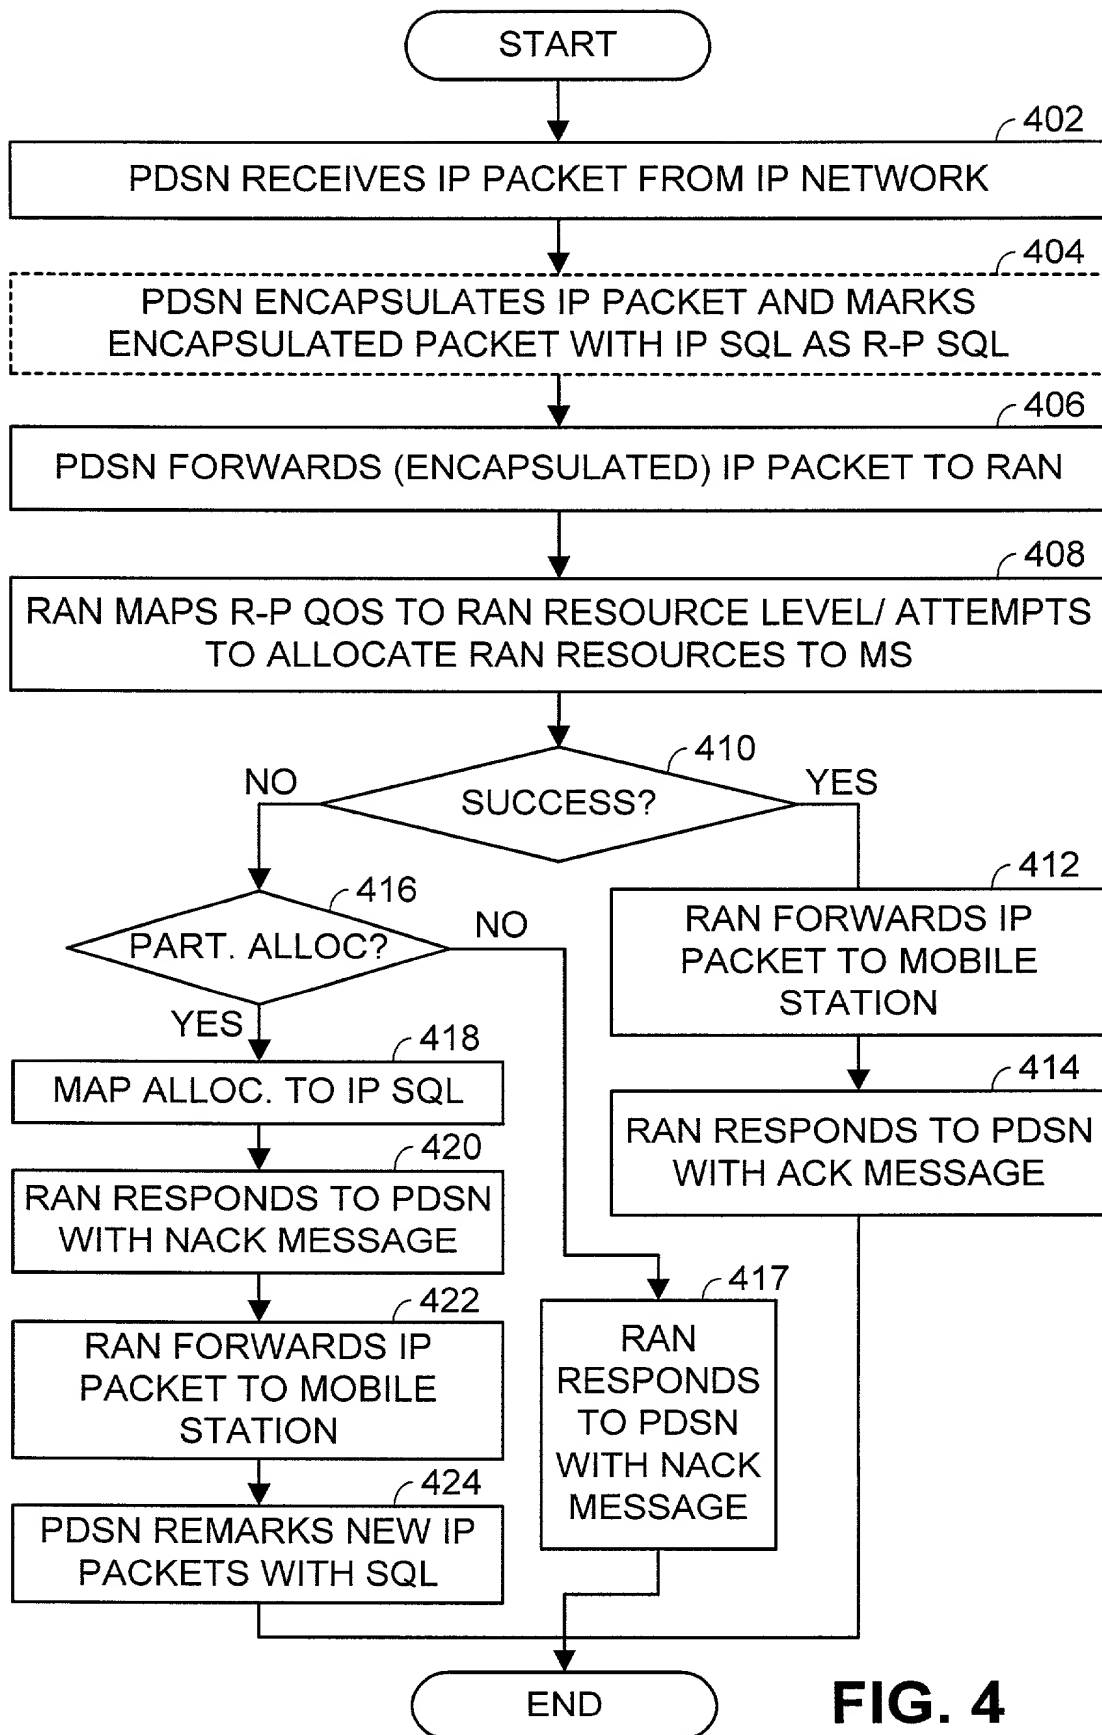 START
402
PDSN RECEIVES IP PACKET FROM IP NETWORK
404
PDSN ENCAPSULATES IP PACKET AND MARKS
ENCAPSULATED PACKET WITH IP SQL AS R-P SQL
406
PDSN FORWARDS (ENCAPSULATED) IP PACKET TO RAN
408
RAN MAPS R-P QOS TO RAN RESOURCE LEVEL/ ATTEMPTS
TO ALLOCATE RAN RESOURCES TO MS
410
NO
SUCCESS?
YES
416
PART. ALLOC?
NO
YES
412
RAN FORWARDS IP
PACKET TO MOBILE
STATION
418
MAP ALLOC. TO IP SQL
414
RAN RESPONDS TO PDSN
WITH ACK MESSAGE
420
RAN RESPONDS TO PDSN
WITH NACK MESSAGE
417
RAN
RESPONDS
TO PDSN
WITH NACK
MESSAGE
422
RAN FORWARDS IP
PACKET TO MOBILE
STATION
424
PDSN REMARKS NEW IP
PACKETS WITH SQL
END
FIG. 4